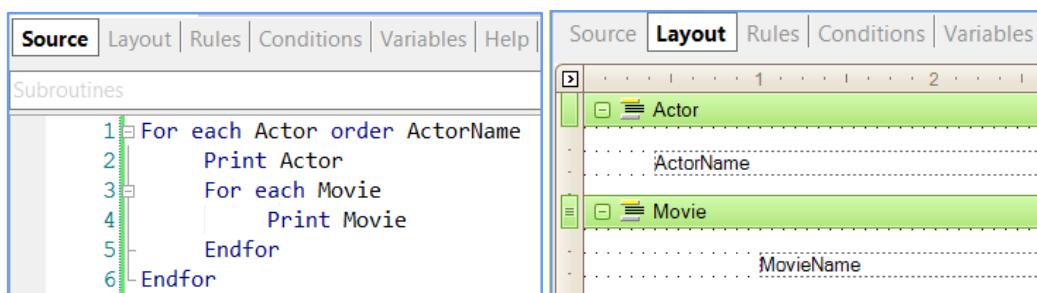 Source Layout Rules Conditions Variables Help
Subroutines
1 For each Actor order ActorName
2 Print Actor
3 For each Movie
4 Print Movie
5 Endfor
6 Endfor
Source Layout Rules Conditions Variables
1 2
Actor
ActorName
Movie
MovieName